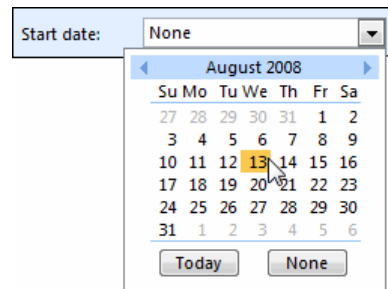 Start date: None
August 2008
Su Mo Tu We Th Fr Sa
27 28 29 30 31 1 2
3 4 5 6 7 8 9
10 11 12 13 14 15 16
17 18 19 20 21 22 23
24 25 26 27 28 29 30
31 1 2 3 4 5 6
Today None